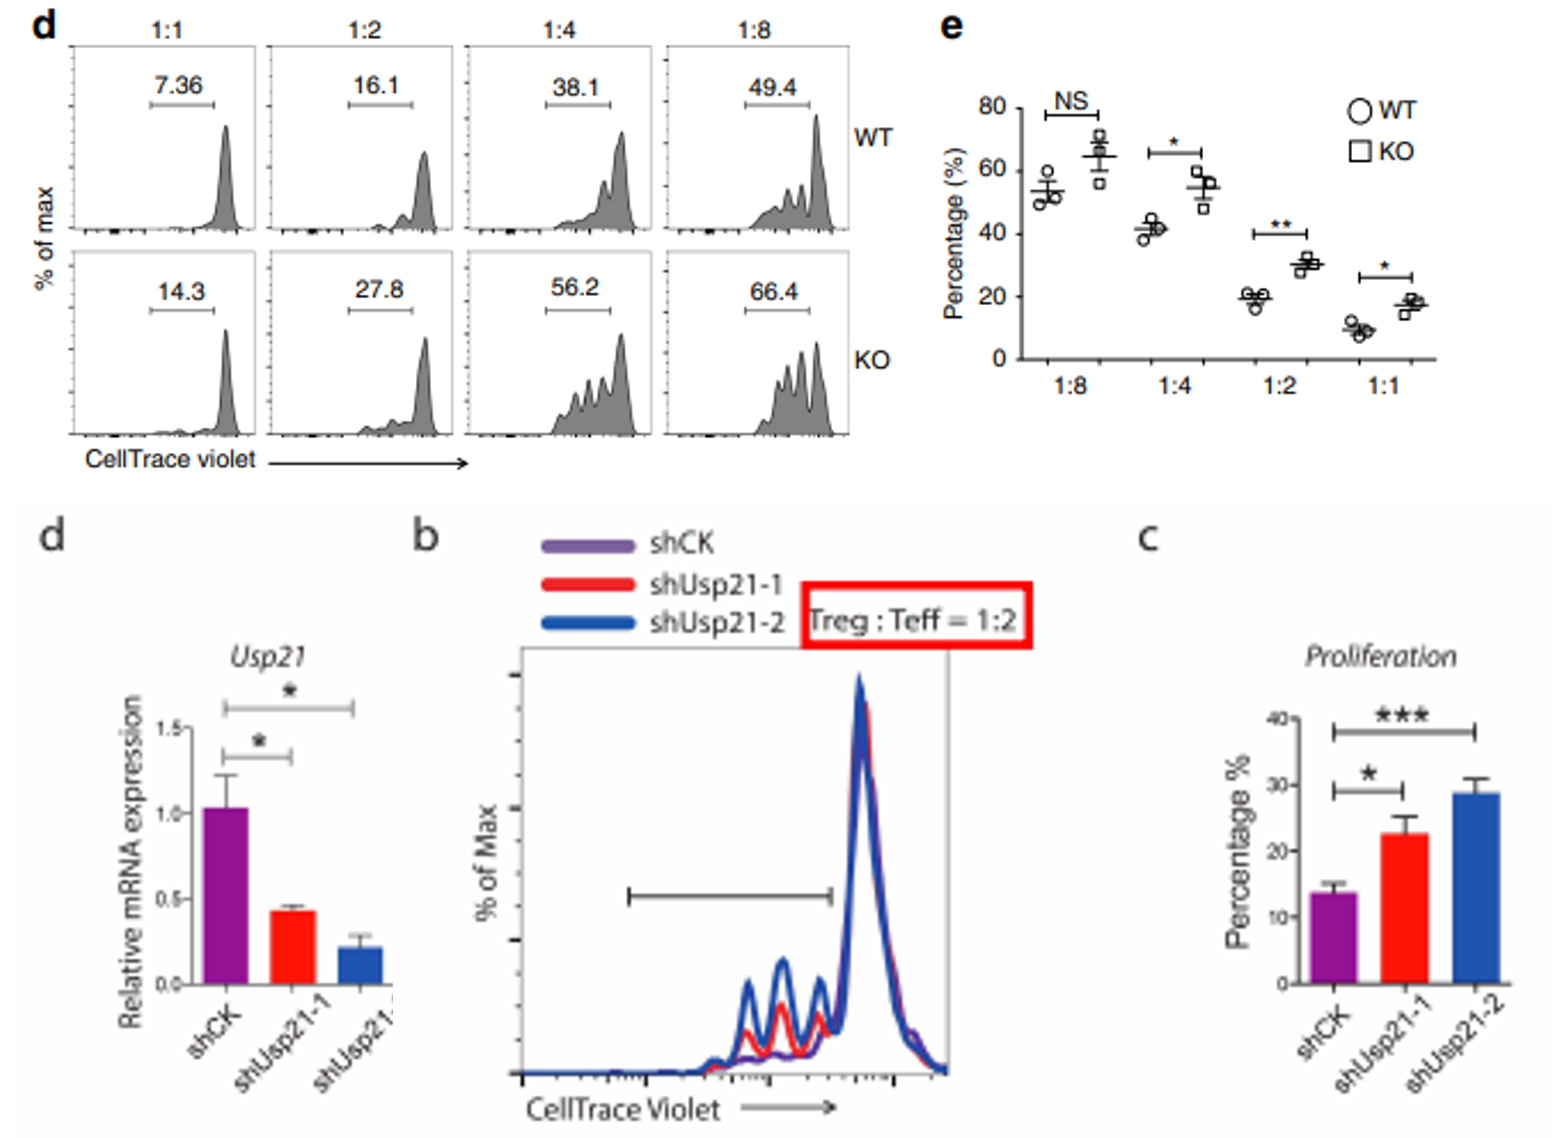 d
1:1 1:2 1:4 1:8
7.36 16.1 38.1 49.4
WT
% of max
14.3 27.8 56.2 66.4
KO
CellTrace violet
e
WT
KO
Percentage (%)
80
60
40
20
0
NS
*
**
*
1:8 1:4 1:2 1:1
d
Usp21
*
*
Relative mRNA expression
1.5
1.0
0.5
0.0
shCK
shUsp21-1
shUsp21-
b
shCK
shUsp21-1
shUsp21-2
Treg : Teff = 1:2
% of Max
CellTrace Violet
c
Proliferation
***
*
Percentage %
40
30
20
10
0
shCK
shUsp21-1
shUsp21-2